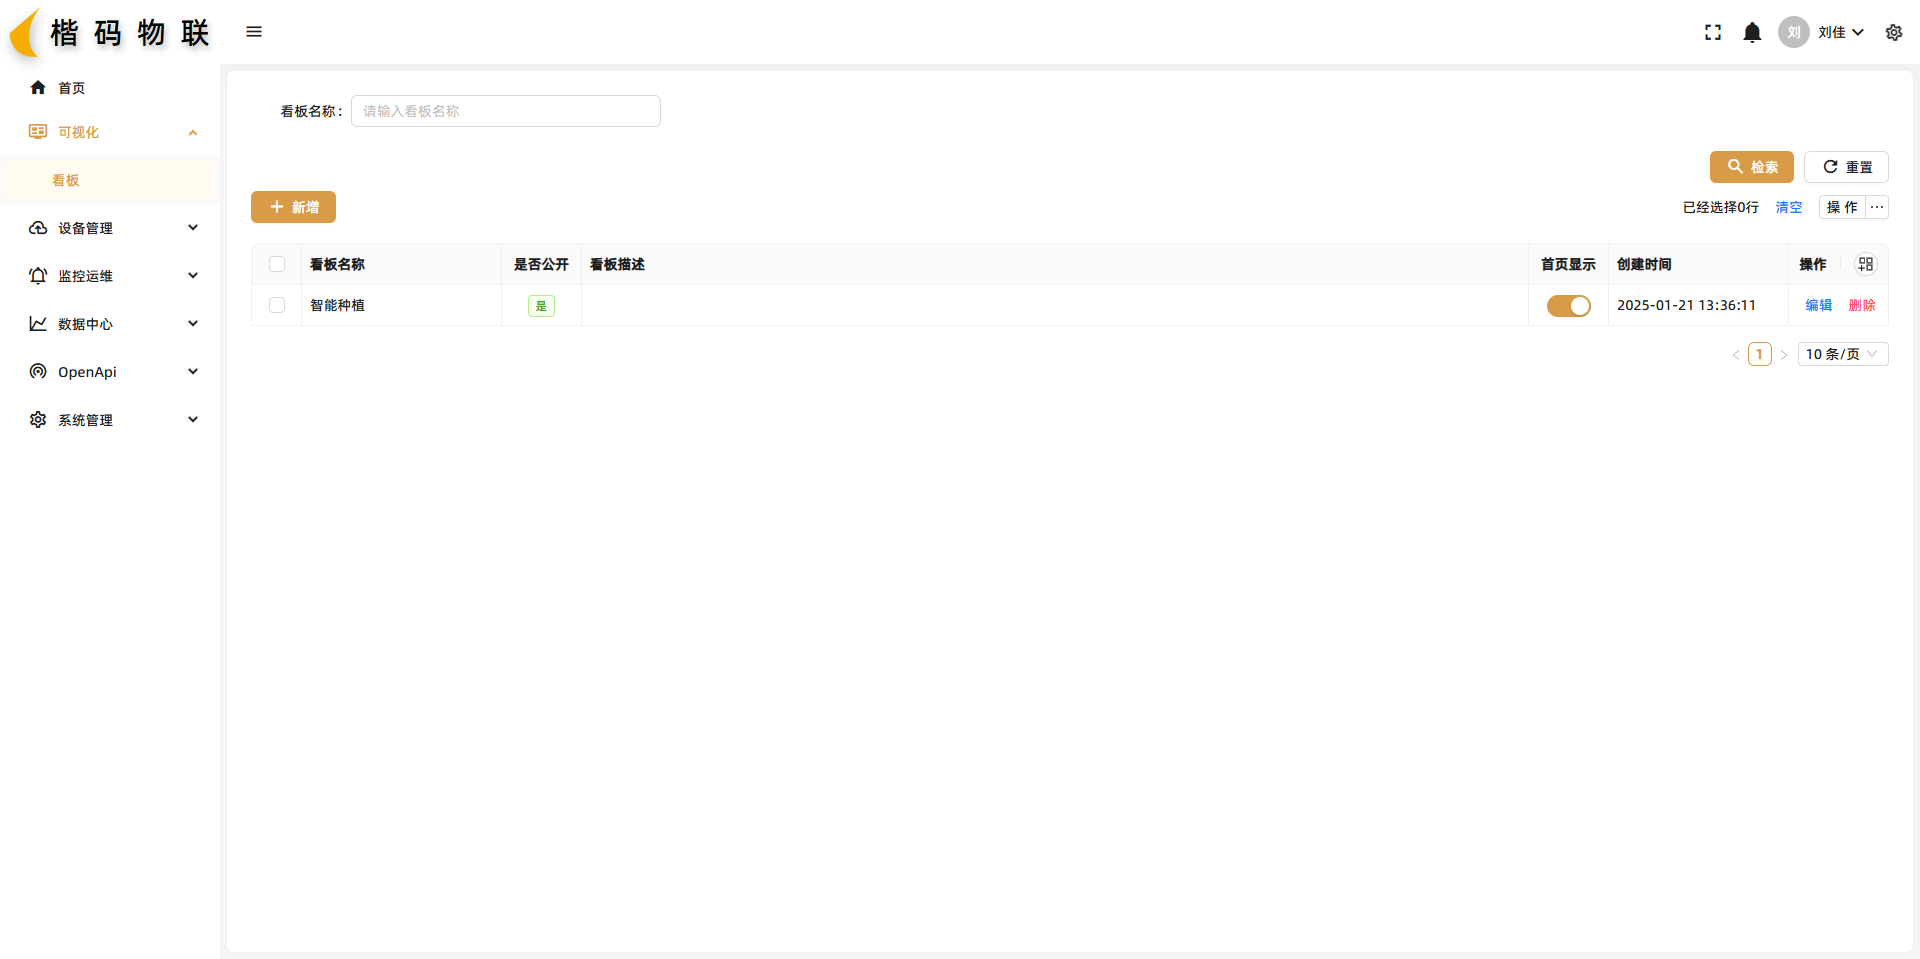 楷码物联
刘 刘佳
首页
可视化
看板
设备管理
监控运维
数据中心
OpenApi
系统管理
看板名称： 请输入看板名称
检索 重置
新增
已经选择0行 清空 操 作 ···
看板名称 是否公开 看板描述 首页显示 创建时间 操作
智能种植 是 2025-01-21 13:36:11 编辑 删除
< 1 > 10 条/页